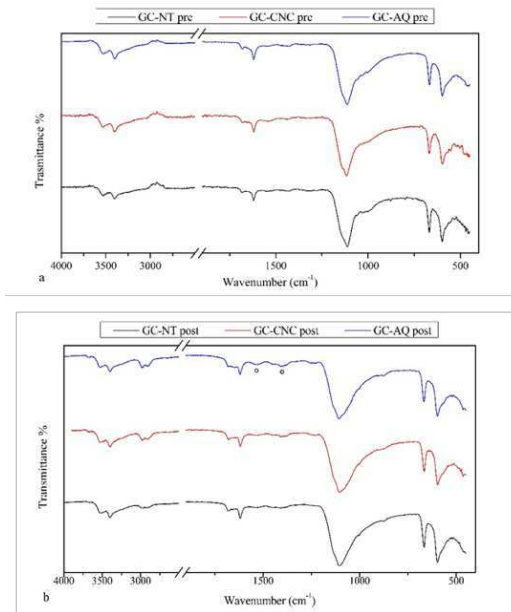 GC-NT pre GC-CNC pre GC-AQ pre
Trasmittance %
4000 3500 3000 1500 1000 500
Wavenumber (cm⁻¹)
a
GC-NT post GC-CNC post GC-AQ post
Transmittance %
4000 3500 3000 1500 1000 500
Wavenumber (cm⁻¹)
b